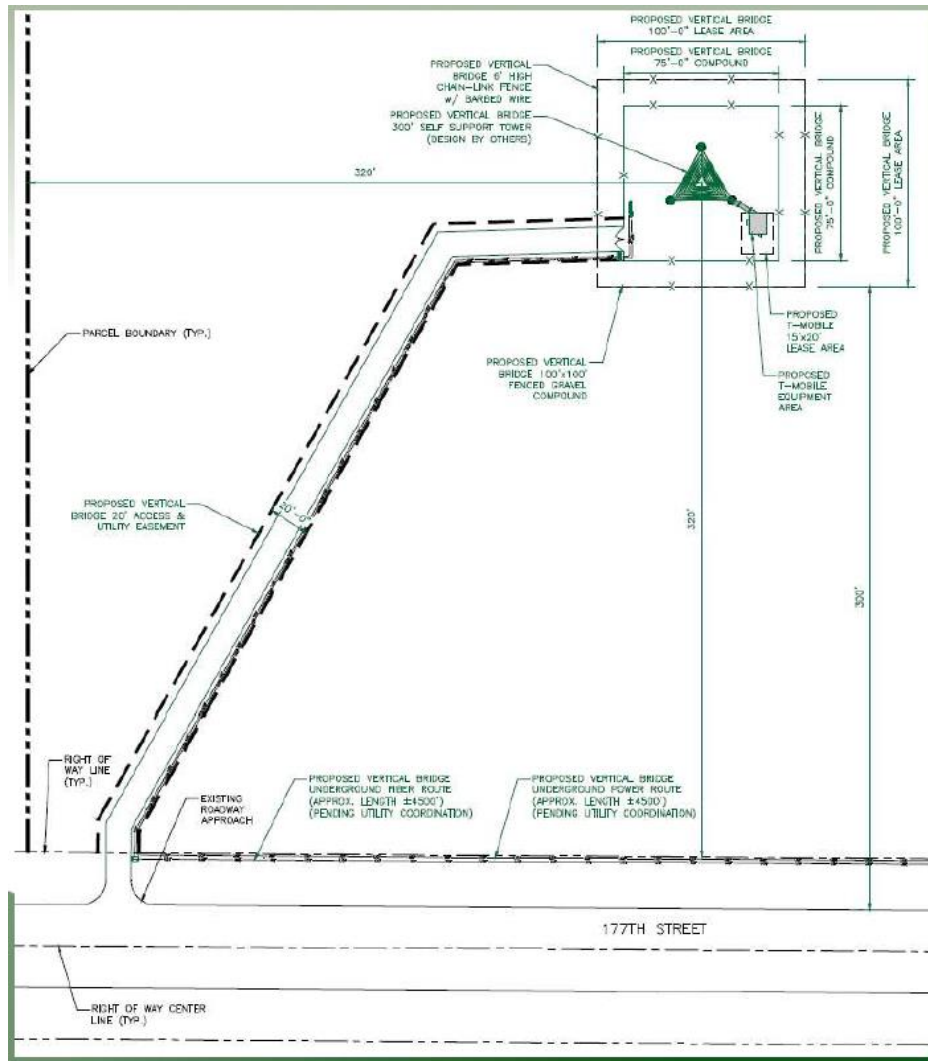 PROPOSED VERTICAL BRIDGE
100'-0" LEASE AREA
PROPOSED VERTICAL BRIDGE
75'-0" COMPOUND
PROPOSED VERTICAL
BRIDGE 6' HIGH
CHAIN-LINK FENCE
w/ BARBED WIRE
PROPOSED VERTICAL BRIDGE
300' SELF SUPPORT TOWER
(DESIGN BY OTHERS)
PROPOSED VERTICAL BRIDGE
75'-0" COMPOUND
PROPOSED VERTICAL BRIDGE
100'-0" LEASE AREA
320'
PARCEL BOUNDARY (TYP.)
PROPOSED
T-MOBILE
15'x20'
LEASE AREA
PROPOSED VERTICAL
BRIDGE 100'x100'
FENCED GRAVEL
COMPOUND
PROPOSED
T-MOBILE
EQUIPMENT
AREA
PROPOSED VERTICAL
BRIDGE 20' ACCESS &
UTILITY EASEMENT
20'-0"
320'
300'
RIGHT OF
WAY LINE
(TYP.)
EXISTING
ROADWAY
APPROACH
PROPOSED VERTICAL BRIDGE
UNDERGROUND FIBER ROUTE
(APPROX. LENGTH ±4500')
(PENDING UTILITY COORDINATION)
PROPOSED VERTICAL BRIDGE
UNDERGROUND POWER ROUTE
(APPROX. LENGTH ±4500')
(PENDING UTILITY COORDINATION)
177TH STREET
RIGHT OF WAY CENTER
LINE (TYP.)